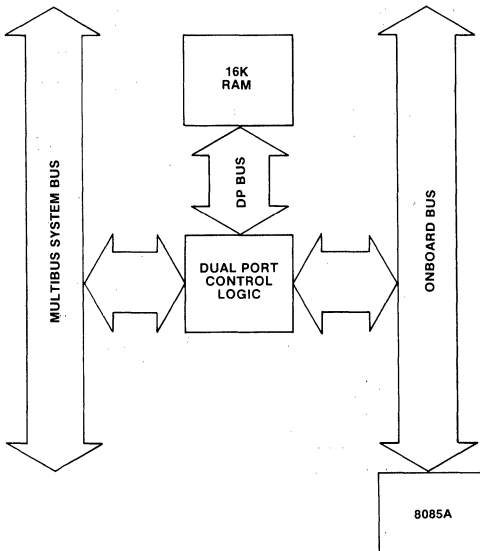 16K
RAM
DP BUS
MULTIBUS SYSTEM BUS
DUAL PORT
CONTROL
LOGIC
ONBOARD BUS
8085A